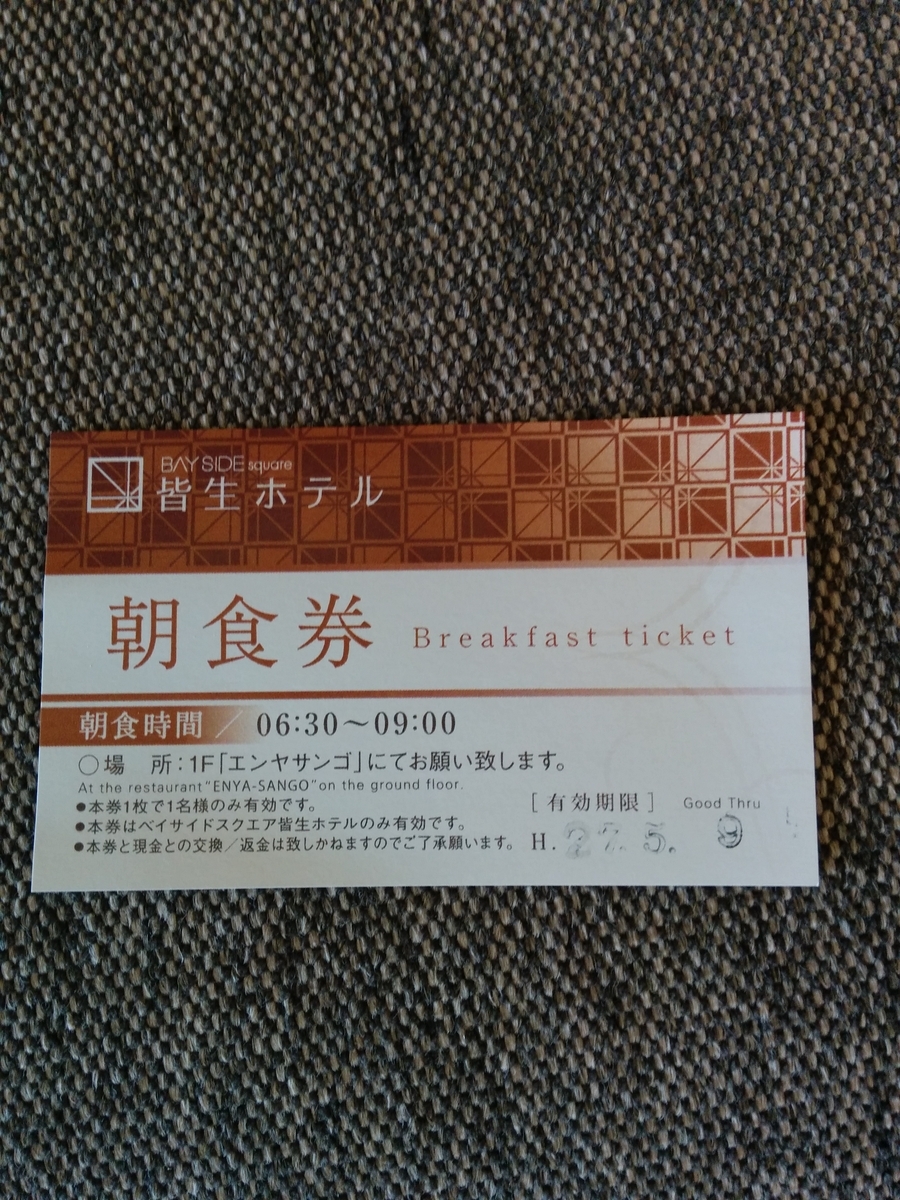 BAY SIDE square
皆生ホテル
朝食券 Breakfast ticket
朝食時間／ 06:30～09:00
○場 所：1F「エンヤサンゴ」にてお願い致します。
At the restaurant"ENYA-SANGO"on the ground floor.
●本券1枚で1名様のみ有効です。
●本券はベイサイドスクエア皆生ホテルのみ有効です。
●本券と現金との交換／返金は致しかねますのでご了承願います。
［有効期限］ Good Thru
H. 27. 5. 9